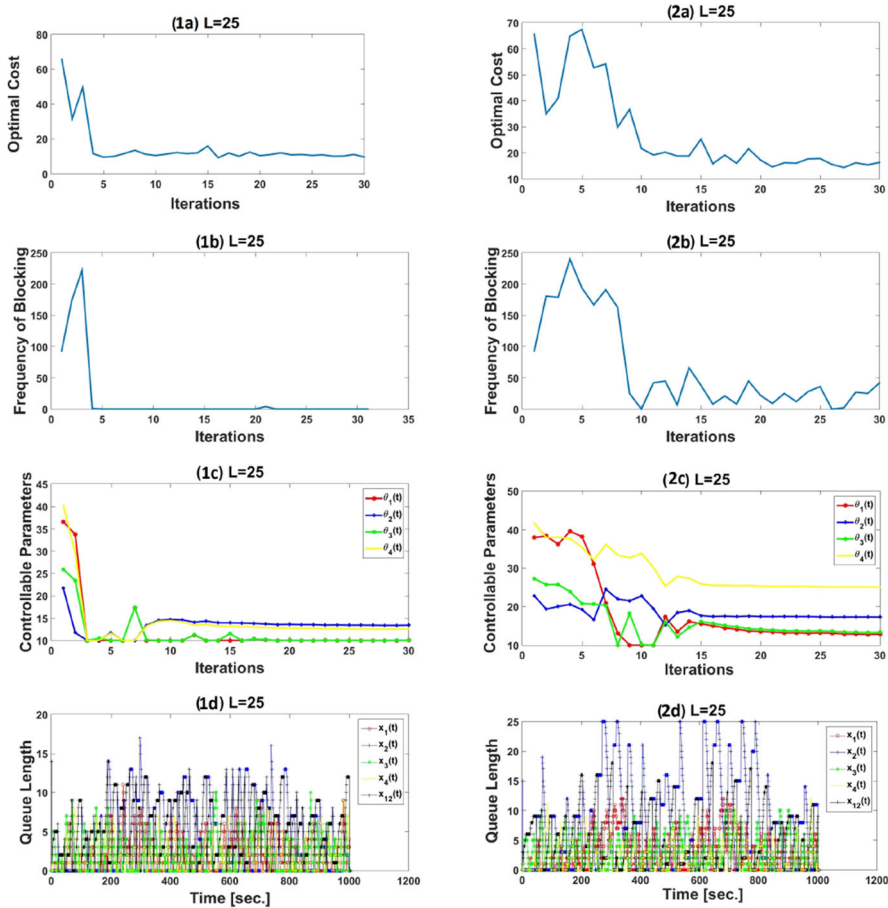 (1a) L=25
Optimal Cost
80
60
40
20
0
0 5 10 15 20 25 30
Iterations
(2a) L=25
Optimal Cost
70
60
50
40
30
20
10
0 5 10 15 20 25 30
Iterations
(1b) L=25
Frequency of Blocking
250
200
150
100
50
0
0 5 10 15 20 25 30 35
Iterations
(2b) L=25
Frequency of Blocking
250
200
150
100
50
0
0 5 10 15 20 25 30
Iterations
(1c) L=25
Controllable Parameters
45
40
35
30
25
20
15
10
0 5 10 15 20 25 30
Iterations
θ1(t)
θ2(t)
θ3(t)
θ4(t)
(2c) L=25
Controllable Parameters
50
40
30
20
10
0 5 10 15 20 25 30
Iterations
θ1(t)
θ2(t)
θ3(t)
θ4(t)
(1d) L=25
Queue Length
20
15
10
5
0
0 200 400 600 800 1000 1200
Time [sec.]
x1(t)
x2(t)
x3(t)
x4(t)
x12(t)
(2d) L=25
Queue Length
25
20
15
10
5
0
0 200 400 600 800 1000 1200
Time [sec.]
x1(t)
x2(t)
x3(t)
x4(t)
x12(t)